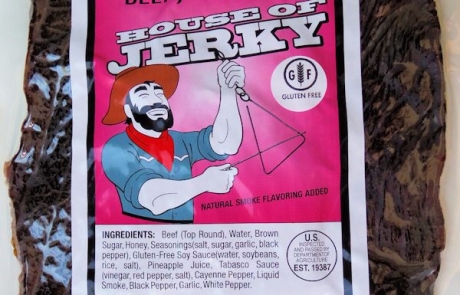 HOUSE OF
JERKY
GF
GLUTEN FREE
NATURAL SMOKE FLAVORING ADDED
INGREDIENTS: Beef (Top Round), Water, Brown
Sugar, Honey, Seasonings(salt, sugar, garlic, black
pepper), Gluten-Free Soy Sauce(water, soybeans,
rice, salt), Pineapple Juice, Tabasco Sauce
(vinegar, red pepper, salt), Cayenne Pepper, Liquid
Smoke, Black Pepper, Garlic, White Pepper.
U.S.
INSPECTED
AND PASSED BY
DEPARTMENT OF
AGRICULTURE
EST. 19387